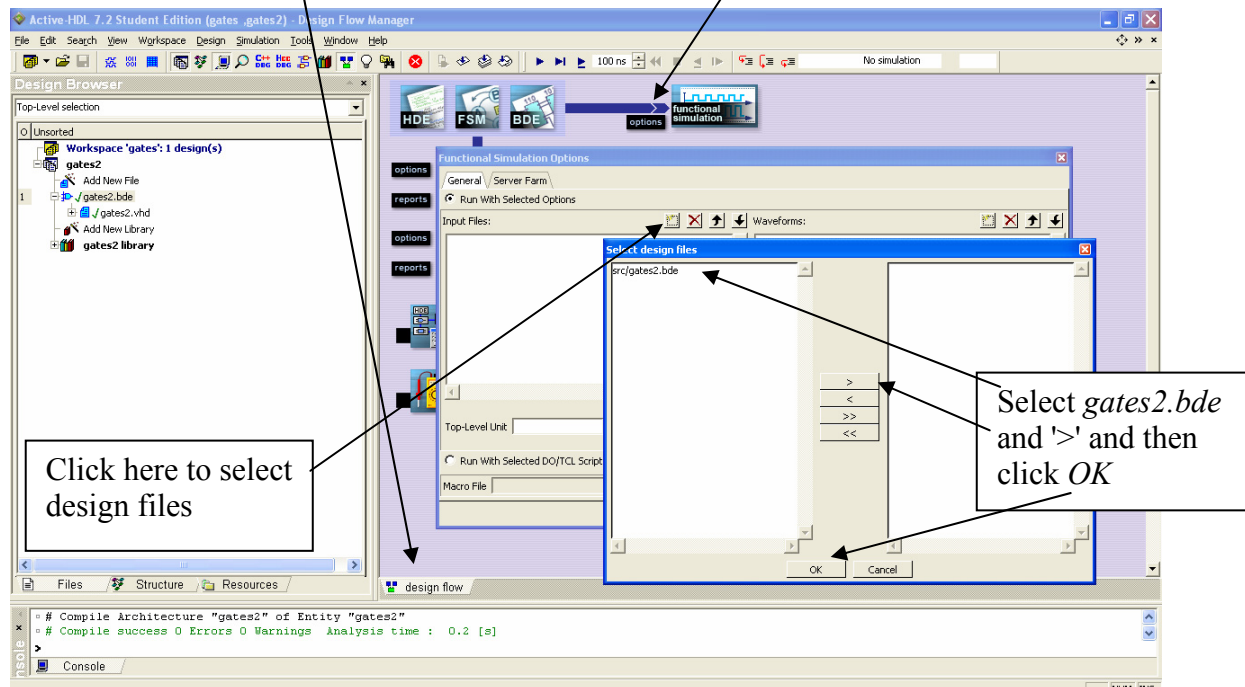 Active-HDL 7.2 Student Edition (gates ,gates2) - Design Flow Manager
File Edit Search View Workspace Design Simulation Tools Window Help
100 ns
No simulation
Design Browser
Top-Level selection
O Unsorted
Workspace 'gates': 1 design(s)
gates2
Add New File
1 gates2.bde
gates2.vhd
Add New Library
gates2 library
HDE FSM BDE
options
functional simulation
options
reports
options
reports
HDE
Functional Simulation Options
General Server Farm
Run With Selected Options
Input Files:
Waveforms:
Top-Level Unit
Run With Selected DO/TCL Script
Macro File
Select design files
src/gates2.bde
>
<
>>
<<
OK Cancel
Click here to select
design files
Select gates2.bde
and '>' and then
click OK
Files Structure Resources
design flow
# Compile Architecture "gates2" of Entity "gates2"
# Compile success 0 Errors 0 Warnings Analysis time : 0.2 [s]
>
Console